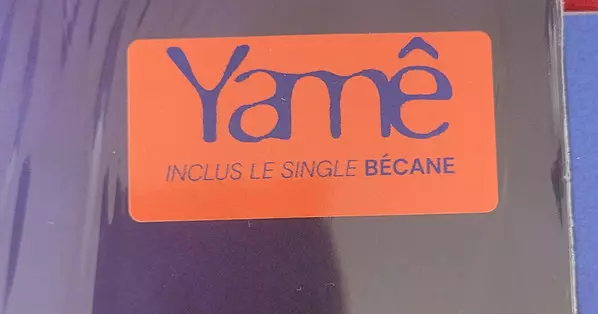 Yamê
INCLUS LE SINGLE BÉCANE